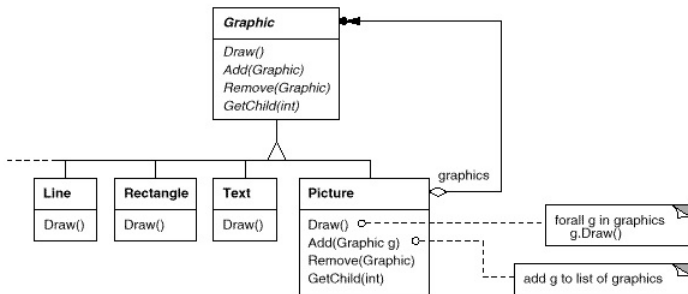 Graphic
Draw()
Add(Graphic)
Remove(Graphic)
GetChild(int)
graphics
Line
Draw()
Rectangle
Draw()
Text
Draw()
Picture
Draw()
Add(Graphic g)
Remove(Graphic)
GetChild(int)
forall g in graphics
g.Draw()
add g to list of graphics